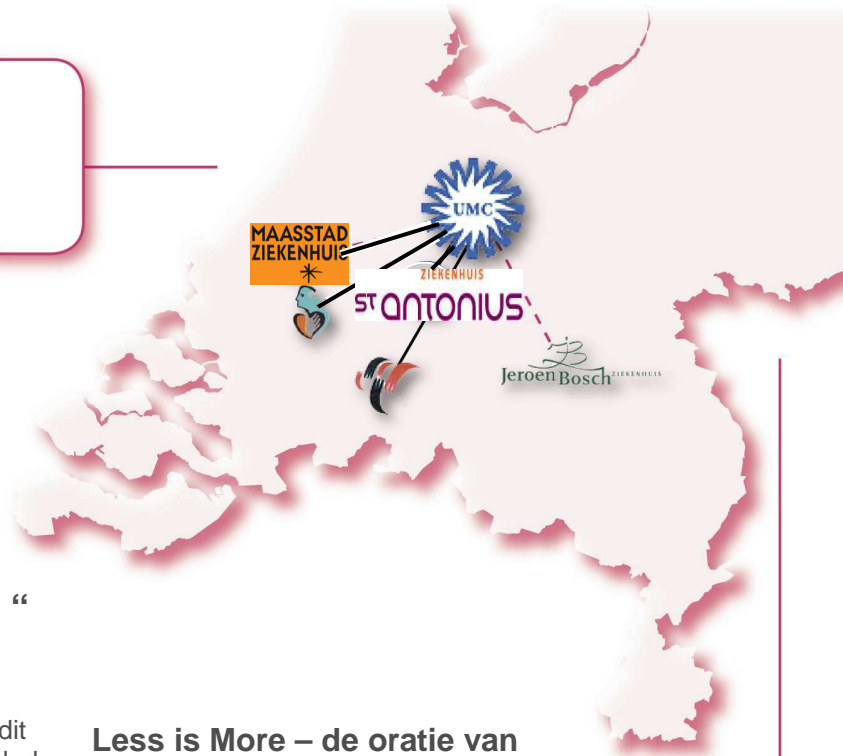 UMC
MAASSTAD
ZIEKENHUIS
ZIEKENHUIS
ST ANTONIUS
Jeroen Bosch ZIEKENHUIS
“
dit
Less is More – de oratie van